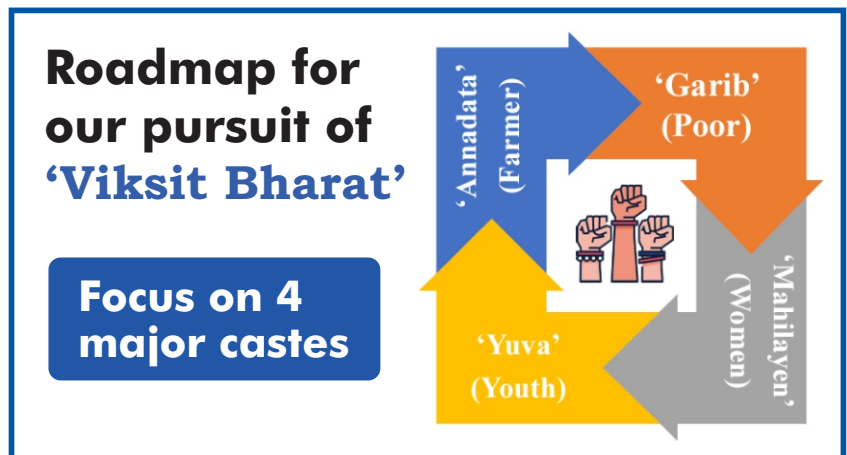 Roadmap for
our pursuit of
‘Viksit Bharat’
Focus on 4
major castes
‘Annadata’
(Farmer)
‘Garib’
(Poor)
‘Mahilayen’
(Women)
‘Yuva’
(Youth)